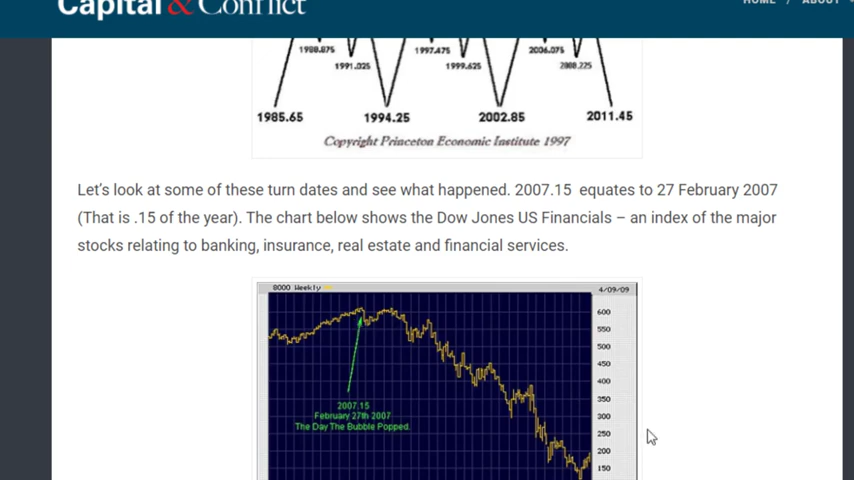 Capital & Conflict
HOME / ABOUT
1988.875
1997.475
2006.075
1991.025
1999.625
2008.225
1985.65
1994.25
2002.85
2011.45
Copyright Princeton Economic Institute 1997
Let's look at some of these turn dates and see what happened. 2007.15 equates to 27 February 2007
(That is .15 of the year). The chart below shows the Dow Jones US Financials – an index of the major
stocks relating to banking, insurance, real estate and financial services.
8000 Weekly
4/09/09
600
550
500
450
400
350
300
250
200
150
2007.15
February 27th 2007
The Day The Bubble Popped.